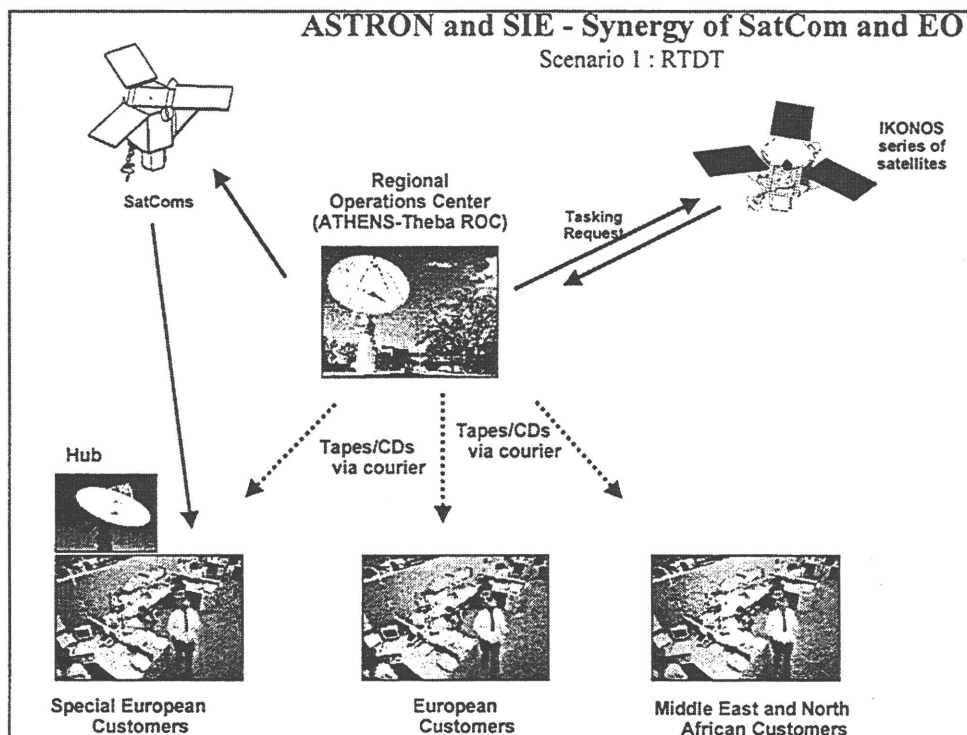 ASTRON and SIE - Synergy of SatCom and EO
Scenario 1 : RTDT
SatComs
Regional
Operations Center
(ATHENS-Theba ROC)
Tasking
Request
IKONOS
series of
satellites
Tapes/CDs
via courier
Tapes/CDs
via courier
Hub
Special European
Customers
European
Customers
Middle East and North
African Customers